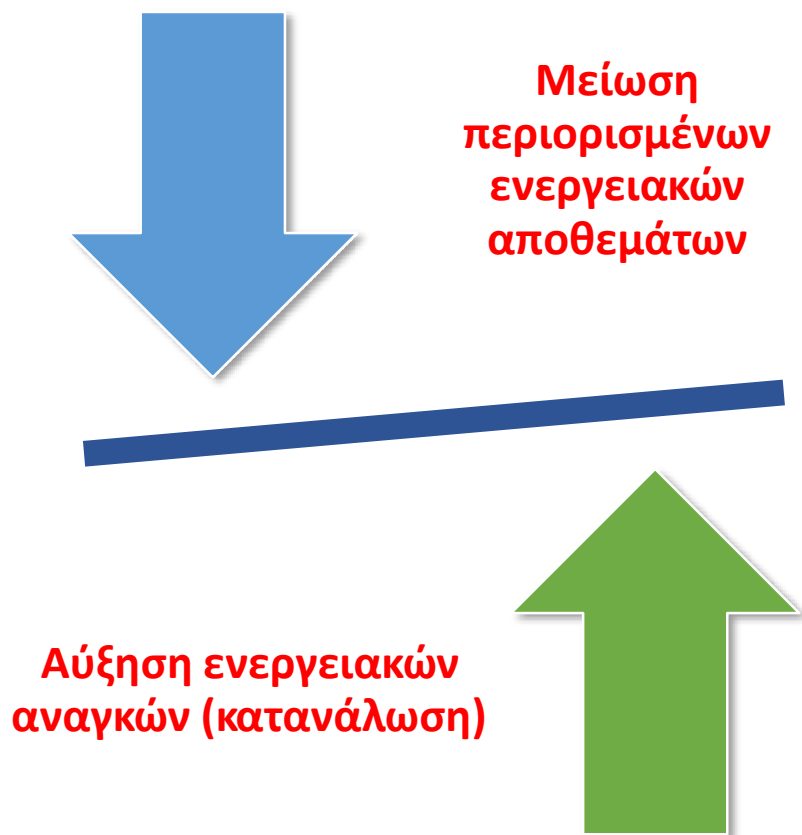 Μείωση
περιορισμένων
ενεργειακών
αποθεμάτων
Αύξηση ενεργειακών
αναγκών (κατανάλωση)